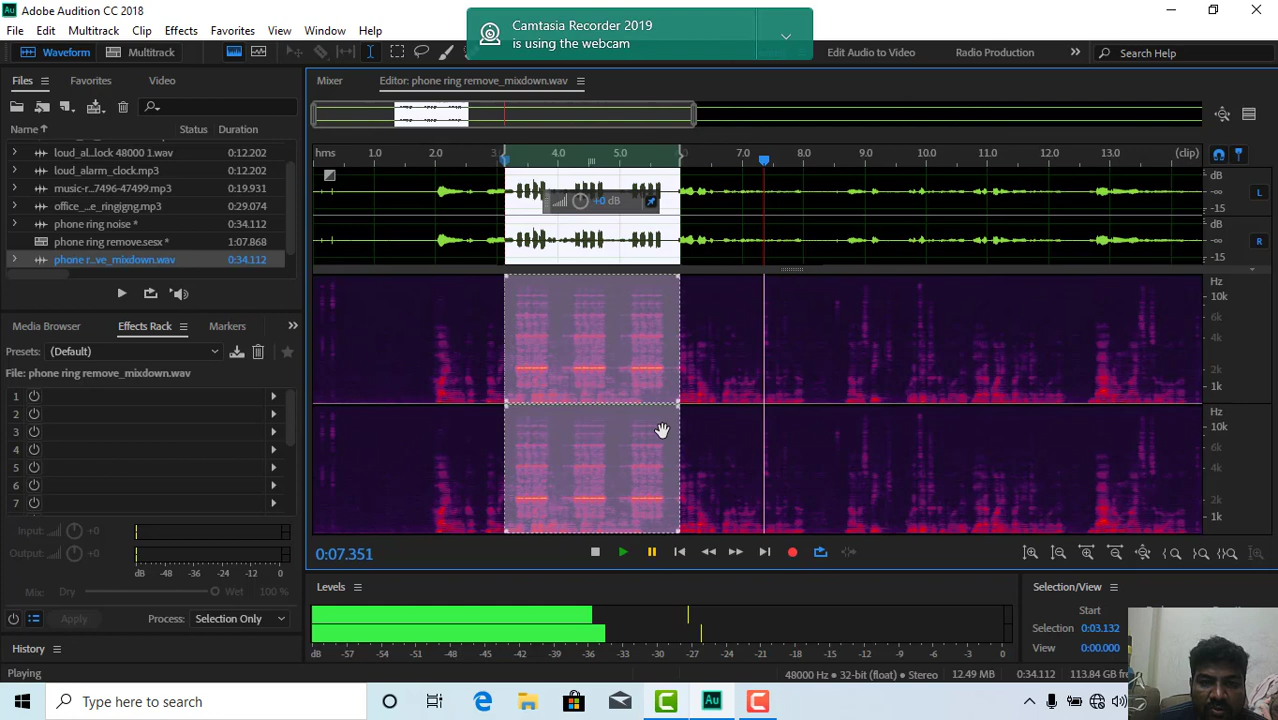 Adobe Audition CC 2018
File Edit Multitrack Clip Effects Favorites View Window Help
Camtasia Recorder 2019
is using the webcam
Waveform Multitrack
Edit Audio to Video Radio Production Search Help
Files Favorites Video
Mixer Editor: phone ring remove_mixdown.wav
Name Status Duration
loud_al...lock 48000 1.wav 0:12.202
loud_alarm_clock.mp3 0:12.202
music-r...7496-47499.mp3 0:19.931
office_...e_ringigng.mp3 0:29.074
phone ring noise *
phone ring remove.sesx * 1:07.868
phone r...ve_mixdown.wav 0:34.112
hms 1.0 2.0 4.0 5.0 7.0 8.0 9.0 10.0 11.0 12.0 13.0 (clip)
dB
-∞
-15
L
+0 dB
dB
-∞
-15
R
Hz
10k
6k
4k
2k
1k
Hz
10k
6k
4k
2k
1k
Media Browser Effects Rack Markers
Presets: (Default)
File: phone ring remove_mixdown.wav
1
2
3
4
5
6
7
Input: +0
Output: +0
dB -48 -36 -24 -12 0
Mix: Dry Wet 100 %
Apply Process: Selection Only
History
0:07.351
Levels
dB -57 -54 -51 -48 -45 -42 -39 -36 -33 -30 -27 -24 -21 -18 -15 -12 -9 -6 -3 0
Selection/View
Start
Selection 0:03.132
View 0:00.000
Playing
48000 Hz • 32-bit (float) • Stereo 12.49 MB 0:34.112 113.84 GB
Type here to search